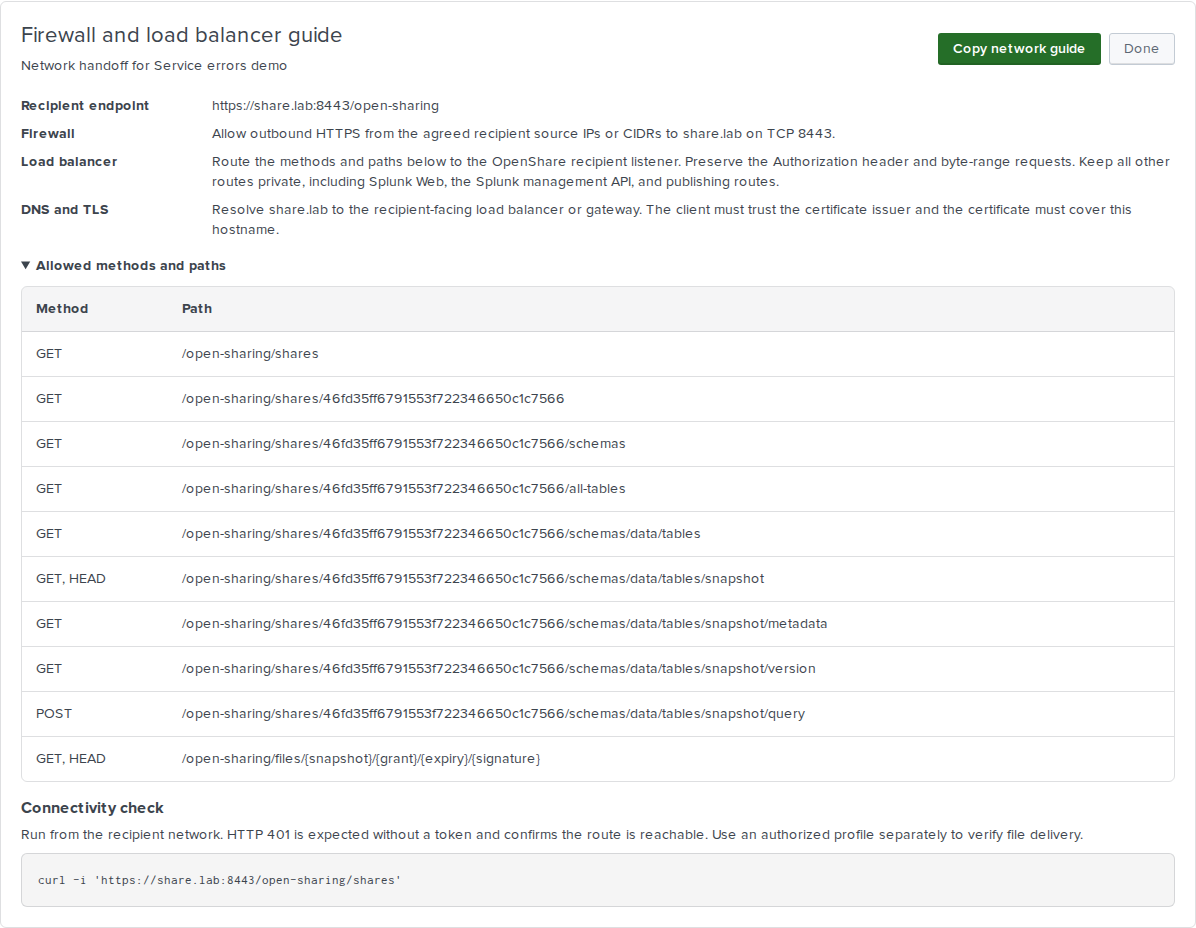 Firewall and load balancer guide
Network handoff for Service errors demo
Copy network guide
Done
Recipient endpoint
https://share.lab:8443/open-sharing
Firewall
Allow outbound HTTPS from the agreed recipient source IPs or CIDRs to share.lab on TCP 8443.
Load balancer
Route the methods and paths below to the OpenShare recipient listener. Preserve the Authorization header and byte-range requests. Keep all other
routes private, including Splunk Web, the Splunk management API, and publishing routes.
DNS and TLS
Resolve share.lab to the recipient-facing load balancer or gateway. The client must trust the certificate issuer and the certificate must cover this
hostname.
▼ Allowed methods and paths
Method Path
GET /open-sharing/shares
GET /open-sharing/shares/46fd35ff6791553f722346650c1c7566
GET /open-sharing/shares/46fd35ff6791553f722346650c1c7566/schemas
GET /open-sharing/shares/46fd35ff6791553f722346650c1c7566/all-tables
GET /open-sharing/shares/46fd35ff6791553f722346650c1c7566/schemas/data/tables
GET, HEAD /open-sharing/shares/46fd35ff6791553f722346650c1c7566/schemas/data/tables/snapshot
GET /open-sharing/shares/46fd35ff6791553f722346650c1c7566/schemas/data/tables/snapshot/metadata
GET /open-sharing/shares/46fd35ff6791553f722346650c1c7566/schemas/data/tables/snapshot/version
POST /open-sharing/shares/46fd35ff6791553f722346650c1c7566/schemas/data/tables/snapshot/query
GET, HEAD /open-sharing/files/{snapshot}/{grant}/{expiry}/{signature}
Connectivity check
Run from the recipient network. HTTP 401 is expected without a token and confirms the route is reachable. Use an authorized profile separately to verify file delivery.
curl -i 'https://share.lab:8443/open-sharing/shares'